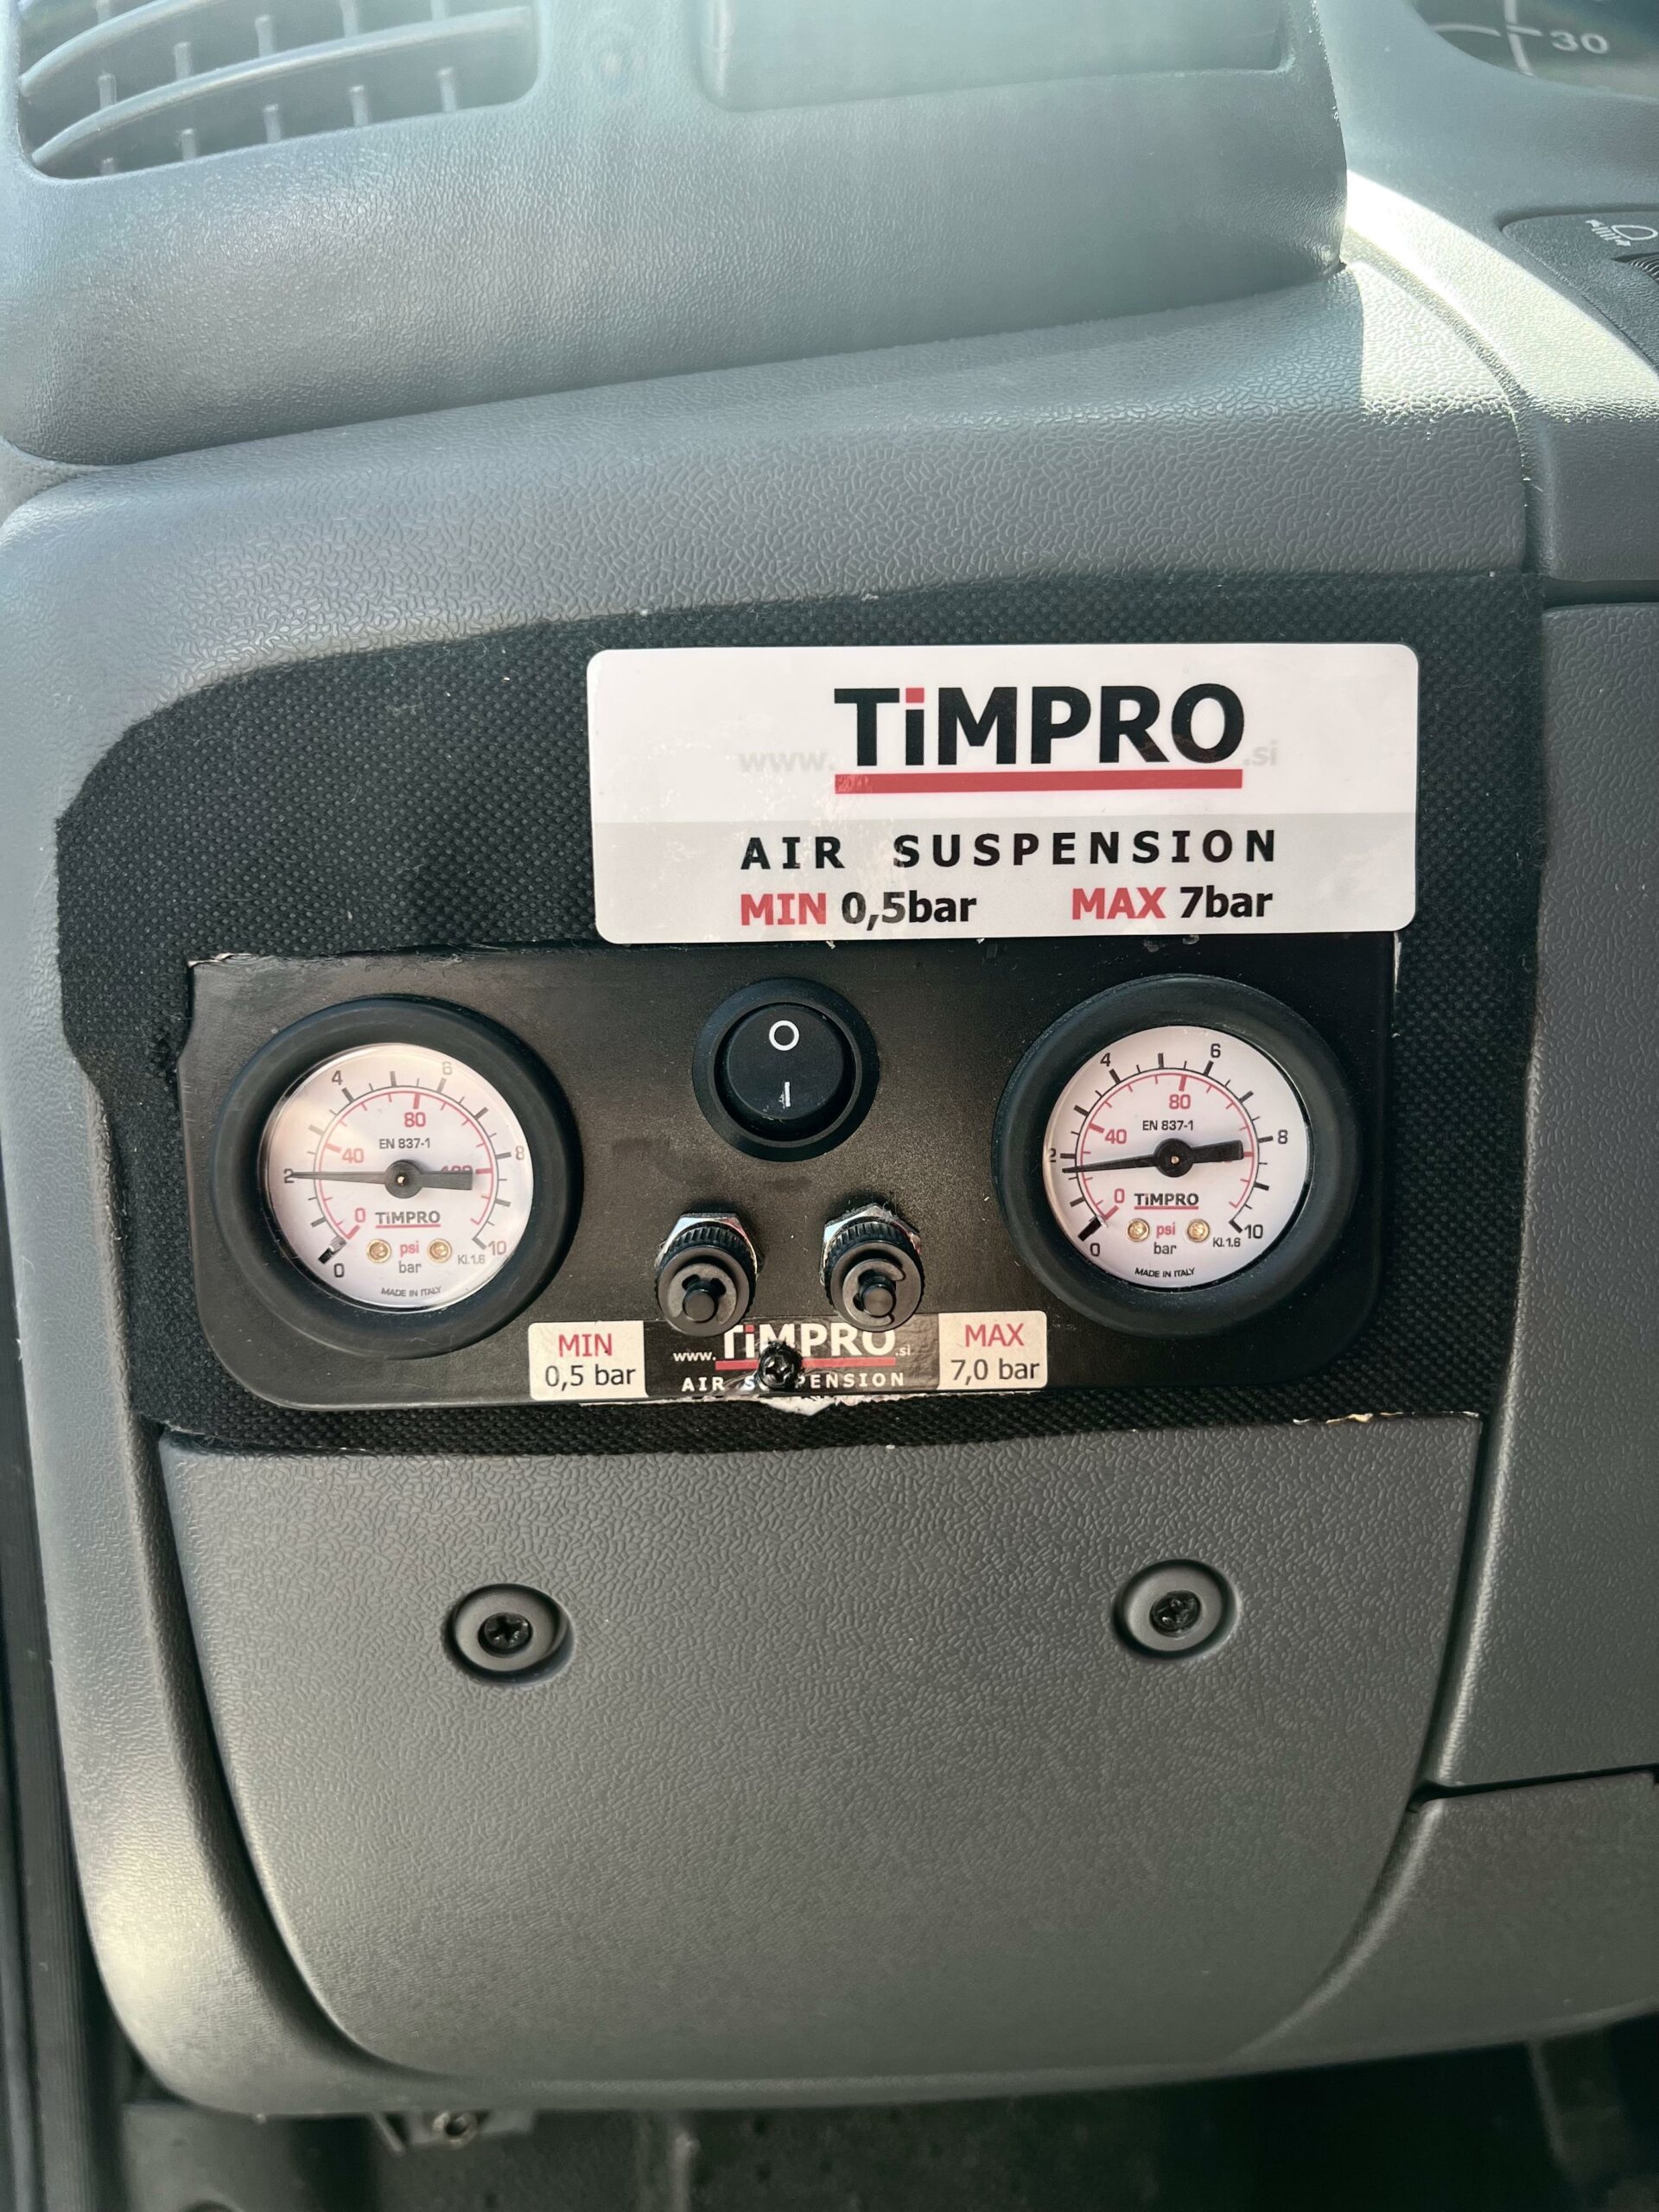 30
www.TiMPRO.si
AIR SUSPENSION
MIN 0,5bar MAX 7bar
O
I
4
6
80
EN 837-1
40
2
8
0
TiMPRO
psi
bar
KI.1.6
0
10
MADE IN ITALY
4
6
80
EN 837-1
40
2
8
0
TiMPRO
psi
bar
KI.1.6
0
10
MADE IN ITALY
MIN
0,5 bar
www.TiMPRO.si
AIR
MAX
7,0 bar